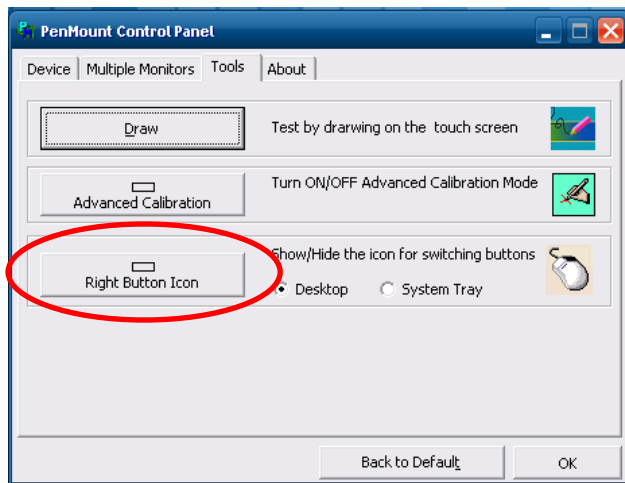 PenMount Control Panel
Device Multiple Monitors Tools About
Draw Test by drarwing on the touch screen
Advanced Calibration Turn ON/OFF Advanced Calibration Mode
Right Button Icon Show/Hide the icon for switching buttons
Desktop System Tray
Back to Default OK